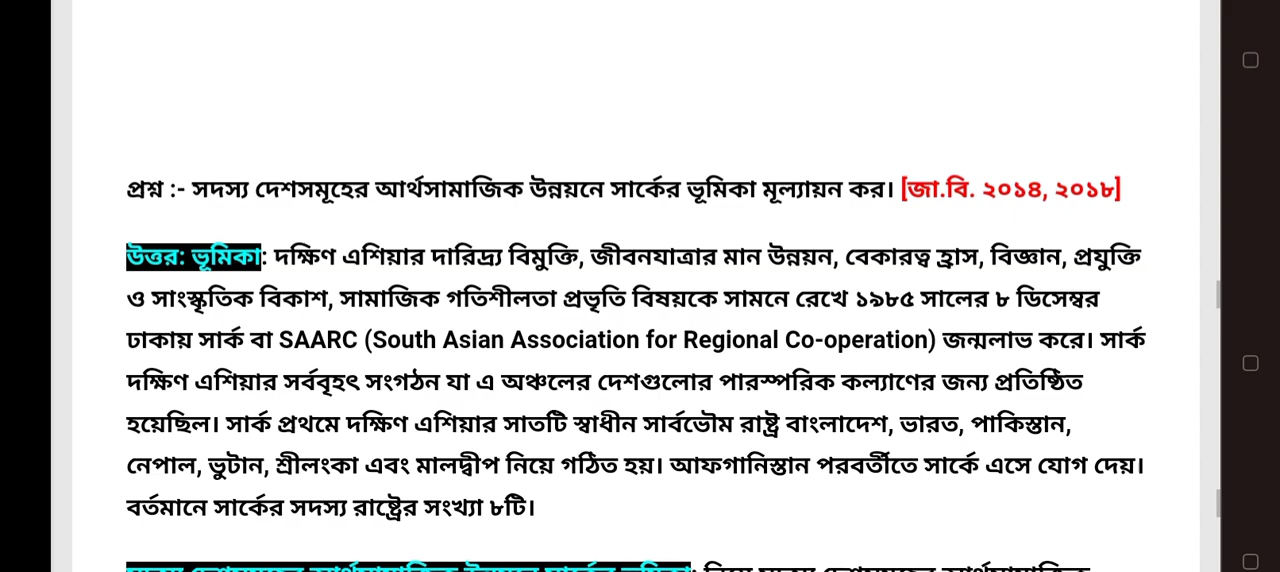 প্রশ্ন :- সদস্য দেশসমূহের আর্থসামাজিক উন্নয়নে সার্কের ভূমিকা মূল্যায়ন কর। [জা.বি. ২০১৪, ২০১৮]
উত্তর: ভূমিকা: দক্ষিণ এশিয়ার দারিদ্র্য বিমুক্তি, জীবনযাত্রার মান উন্নয়ন, বেকারত্ব হ্রাস, বিজ্ঞান, প্রযুক্তি
ও সাংস্কৃতিক বিকাশ, সামাজিক গতিশীলতা প্রভৃতি বিষয়কে সামনে রেখে ১৯৮৫ সালের ৮ ডিসেম্বর
ঢাকায় সার্ক বা SAARC (South Asian Association for Regional Co-operation) জন্মলাভ করে। সার্ক
দক্ষিণ এশিয়ার সর্ববৃহৎ সংগঠন যা এ অঞ্চলের দেশগুলোর পারস্পরিক কল্যাণের জন্য প্রতিষ্ঠিত
হয়েছিল। সার্ক প্রথমে দক্ষিণ এশিয়ার সাতটি স্বাধীন সার্বভৌম রাষ্ট্র বাংলাদেশ, ভারত, পাকিস্তান,
নেপাল, ভুটান, শ্রীলংকা এবং মালদ্বীপ নিয়ে গঠিত হয়। আফগানিস্তান পরবর্তীতে সার্কে এসে যোগ দেয়।
বর্তমানে সার্কের সদস্য রাষ্ট্রের সংখ্যা ৮টি।